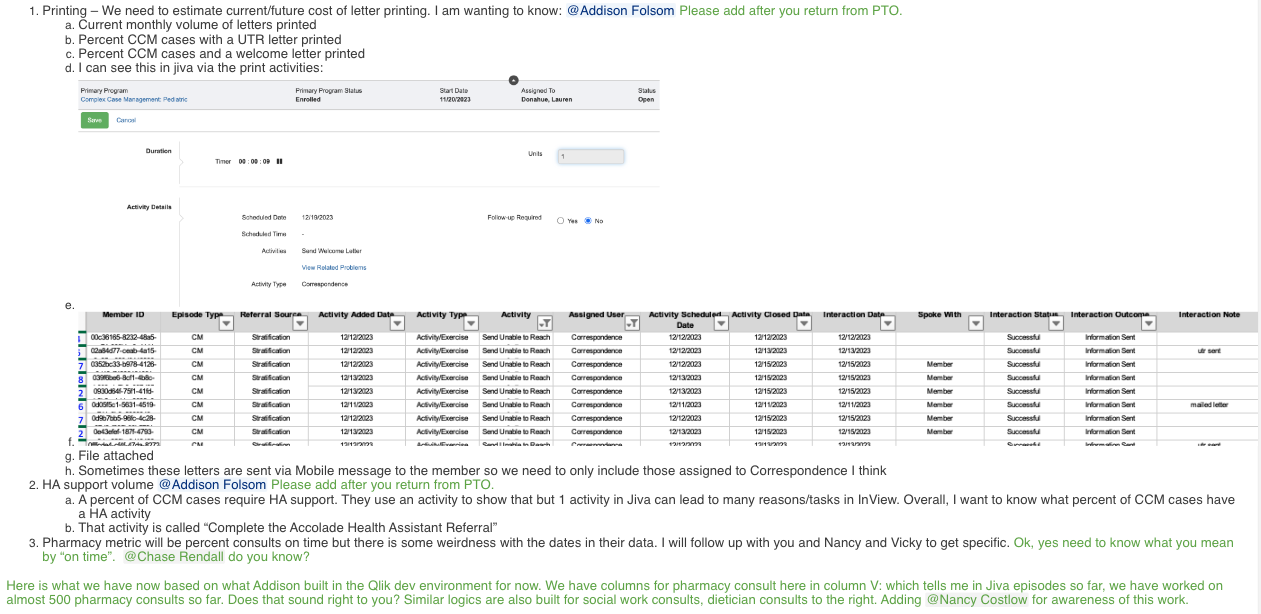 1. Printing – We need to estimate current/future cost of letter printing. I am wanting to know: @Addison Folsom Please add after you return from PTO.
a. Current monthly volume of letters printed
b. Percent CCM cases with a UTR letter printed
c. Percent CCM cases and a welcome letter printed
d. I can see this in jiva via the print activities:
Primary Program Primary Program Status Start Date Assigned To Status
Complex Case Management: Pediatric Enrolled 11/20/2023 Donahue, Lauren Open
Save Cancel
Duration Timer 00 : 00 : 09 Units 1
Activity Details
Scheduled Date 12/19/2023 Follow-up Required Yes No
Scheduled Time -
Activities Send Welcome Letter
View Related Problems
Activity Type Correspondence
e.
Member ID Episode Type Referral Source Activity Added Date Activity Type Activity Assigned User Activity Scheduled Date Activity Closed Date Interaction Date Spoke With Interaction Status Interaction Outcome Interaction Note
00c36165-8232-48a5- CM Stratification 12/12/2023 Activity/Exercise Send Unable to Reach Correspondence 12/12/2023 12/12/2023 12/12/2023 Successful Information Sent
02a84d77-ceab-4a15- CM Stratification 12/12/2023 Activity/Exercise Send Unable to Reach Correspondence 12/12/2023 12/13/2023 12/13/2023 Successful Information Sent utr sent
7 0352bc33-b978-4126- CM Stratification 12/12/2023 Activity/Exercise Send Unable to Reach Correspondence 12/12/2023 12/15/2023 12/15/2023 Member Successful Information Sent
8 CM Stratification 12/13/2023 Activity/Exercise Send Unable to Reach Correspondence 12/13/2023 12/15/2023 12/15/2023 Member Successful Information Sent
2 0930d64f-75f1-41fd- CM Stratification 12/13/2023 Activity/Exercise Send Unable to Reach Correspondence 12/13/2023 12/15/2023 12/15/2023 Member Successful Information Sent
6 0d05f5c1-5631-4519- CM Stratification 12/11/2023 Activity/Exercise Send Unable to Reach Correspondence 12/11/2023 12/11/2023 12/11/2023 Member Successful Information Sent mailed letter
7 0d9b7bb5-96fc-4c28- CM Stratification 12/12/2023 Activity/Exercise Send Unable to Reach Correspondence 12/12/2023 12/15/2023 12/15/2023 Member Successful Information Sent
2 0e43efef-187f-4793- CM Stratification 12/12/2023 Activity/Exercise Send Unable to Reach Correspondence 12/12/2023 12/15/2023 12/15/2023 Member Successful Information Sent
CM Stratification 12/12/2023 Activity/Exercise Send Unable to Reach Correspondence 12/12/2023 12/13/2023 12/13/2023 Successful Information Sent utr sent
f.
g. File attached
h. Sometimes these letters are sent via Mobile message to the member so we need to only include those assigned to Correspondence I think
2. HA support volume @Addison Folsom Please add after you return from PTO.
a. A percent of CCM cases require HA support. They use an activity to show that but 1 activity in Jiva can lead to many reasons/tasks in InView. Overall, I want to know what percent of CCM cases have
a HA activity
b. That activity is called “Complete the Accolade Health Assistant Referral”
3. Pharmacy metric will be percent consults on time but there is some weirdness with the dates in their data. I will follow up with you and Nancy and Vicky to get specific. Ok, yes need to know what you mean
by “on time”. @Chase Rendall do you know?
Here is what we have now based on what Addison built in the Qlik dev environment for now. We have columns for pharmacy consult here in column V: which tells me in Jiva episodes so far, we have worked on
almost 500 pharmacy consults so far. Does that sound right to you? Similar logics are also built for social work consults, dietician consults to the right. Adding @Nancy Costlow for awareness of this work.